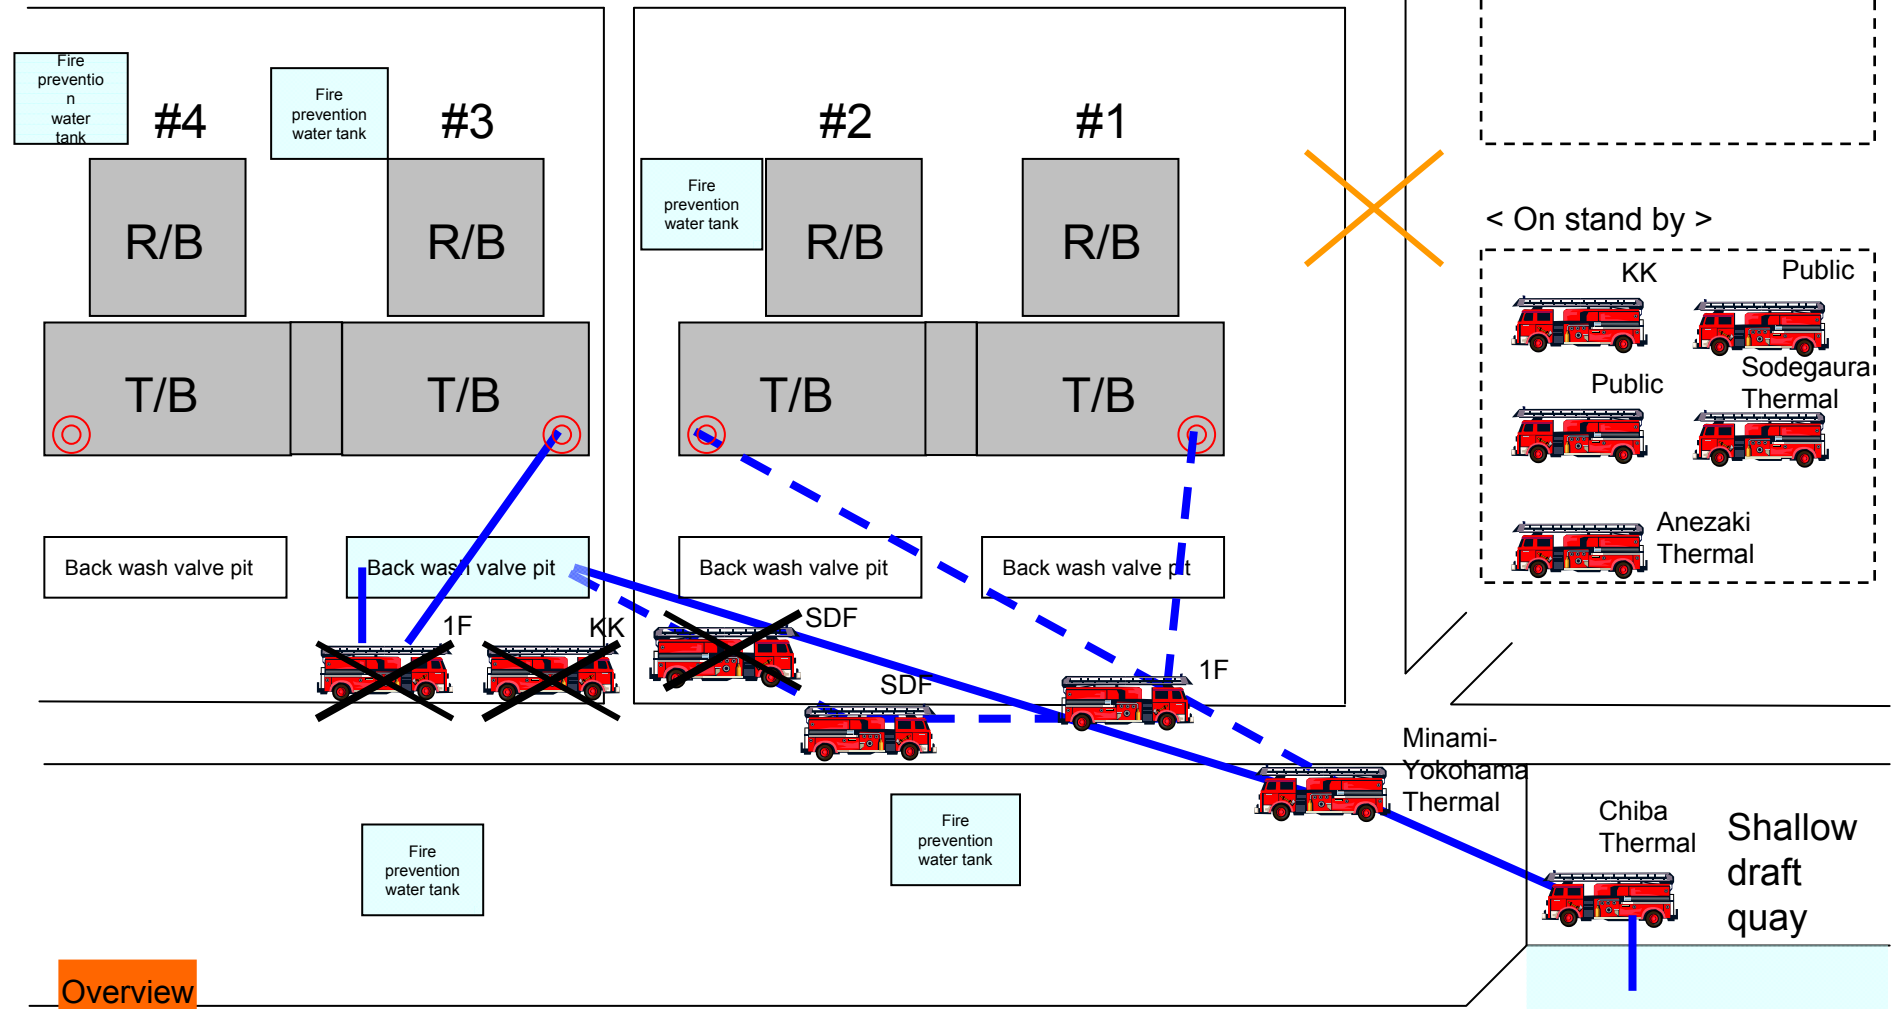 Fire
preventio
n
water
tank
#4
Fire
prevention
water tank
#3
#2
#1
Fire
prevention
water tank
R/B
R/B
R/B
R/B
< On stand by >
KK
Public
Public
Sodegaura
Thermal
Anezaki
Thermal
T/B
T/B
T/B
T/B
Back wash valve pit
Back wash valve pit
Back wash valve pit
Back wash valve pit
1F
KK
SDF
SDF
1F
Minami-
Yokohama
Thermal
Chiba
Thermal
Shallow
draft
quay
Fire
prevention
water tank
Fire
prevention
water tank
Overview